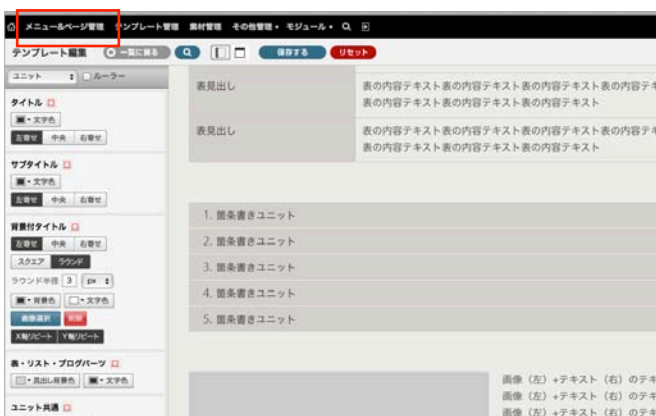 メニュー&ページ管理 テンプレート管理 素材管理 その他管理・ モジュール・
テンプレート編集 一覧に戻る 保存する リセット
ユニット ルーラー
タイトル
・文字色
左寄せ 中央 右寄せ
サブタイトル
・文字色
左寄せ 中央 右寄せ
背景付タイトル
左寄せ 中央 右寄せ
スクエア ラウンド
ラウンド半径 3 px
・背景色 ・文字色
画像選択 削除
X軸リピート Y軸リピート
表・リスト・ブログパーツ
・見出し背景色 ・文字色
ユニット共通
表見出し 表の内容テキスト表の内容テキスト表の内容テキスト表の内容テキ
表の内容テキスト表の内容テキスト表の内容テキスト
表見出し 表の内容テキスト表の内容テキスト表の内容テキスト表の内容テキ
表の内容テキスト表の内容テキスト表の内容テキスト
1. 箇条書きユニット
2. 箇条書きユニット
3. 箇条書きユニット
4. 箇条書きユニット
5. 箇条書きユニット
画像（左）+テキスト（右）のテキ
画像（左）+テキスト（右）のテキ
画像（左）+テキスト（右）のテキ